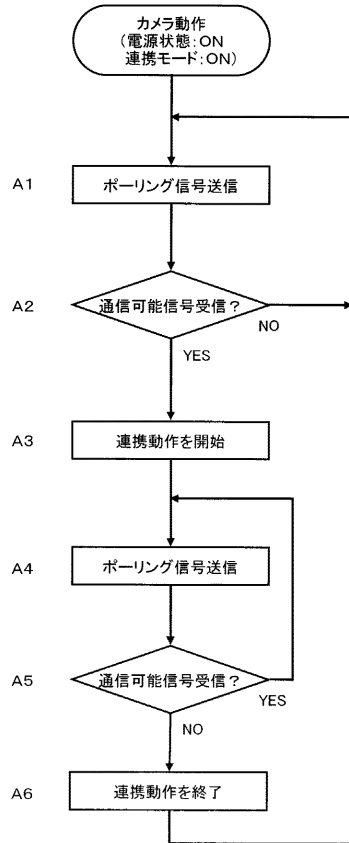 カメラ動作
(電源状態:ON
連携モード:ON)
A1
ポーリング信号送信
A2
通信可能信号受信?
NO
YES
A3
連携動作を開始
A4
ポーリング信号送信
A5
通信可能信号受信?
YES
NO
A6
連携動作を終了